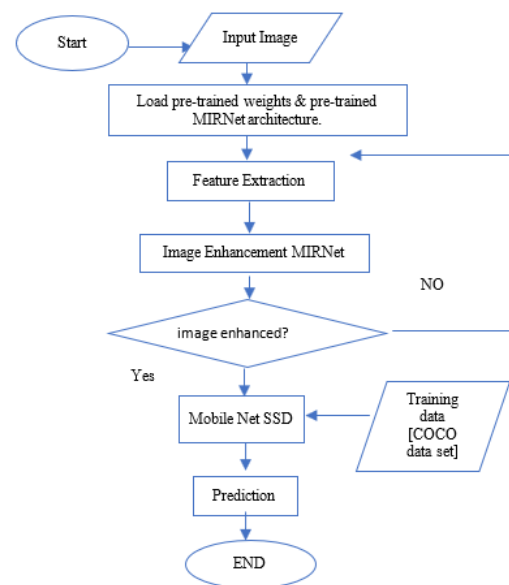 Start
Input Image
Load pre-trained weights & pre-trained
MIRNet architecture.
Feature Extraction
Image Enhancement MIRNet
NO
image enhanced?
Yes
Mobile Net SSD
Training
data
[COCO
data set]
Prediction
END